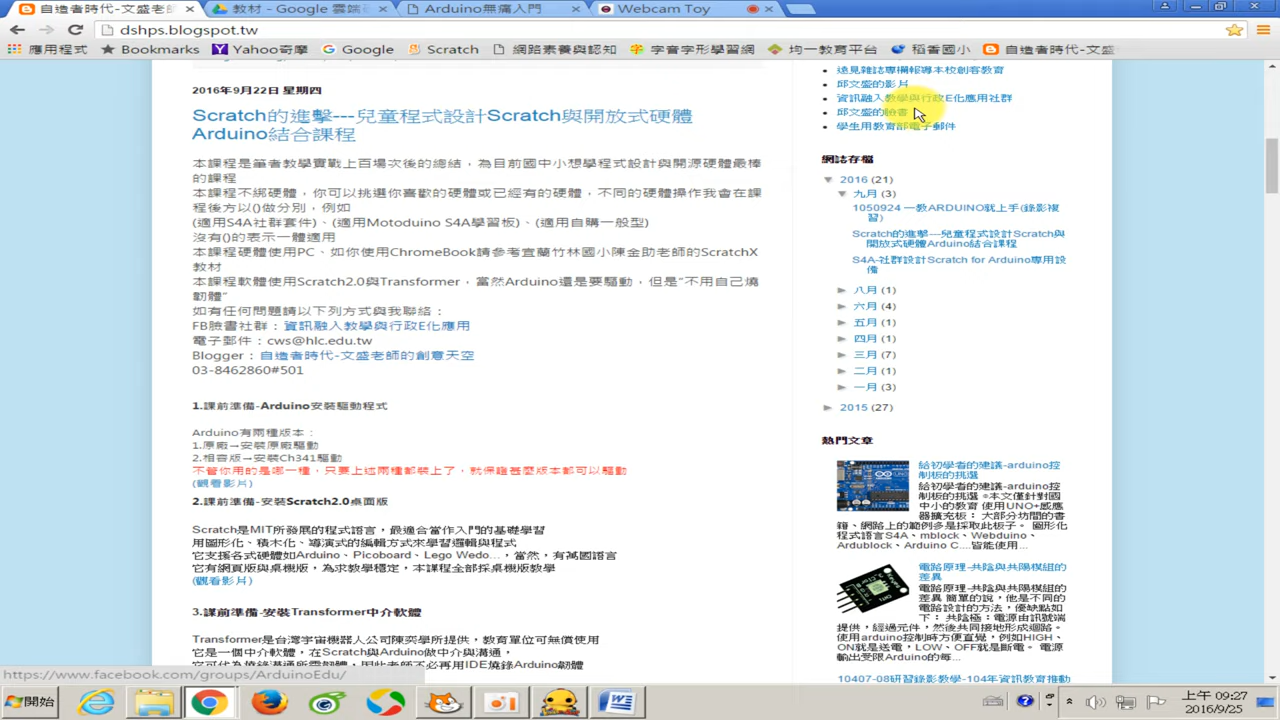 自造者時代-文盛老師
教材 - Google 雲端
Arduino無痛入門
Webcam Toy
dshps.blogspot.tw
應用程式
Bookmarks
Yahoo奇摩
Google
Scratch
網路素養與認知
字音字形學習網
均一教育平台
稻香國小
自造者時代-文盛
2016年9月22日 星期四
Scratch的進擊---兒童程式設計Scratch與開放式硬體
Arduino結合課程
本課程是筆者教學實戰上百場次後的總結，為目前國中小想學程式設計與開源硬體最棒
的課程
本課程不綁硬體，你可以挑選你喜歡的硬體或已經有的硬體，不同的硬體操作我會在課
程後方以()做分別，例如
(適用S4A社群套件)、(適用Motoduino S4A學習板)、(適用自購一般型)
沒有()的表示一體適用
本課程硬體使用PC、如你使用ChromeBook請參考宜蘭竹林國小陳金助老師的ScratchX
教材
本課程軟體使用Scratch2.0與Transformer，當然Arduino還是要驅動，但是"不用自己燒
韌體"
如有任何問題請以下列方式與我聯絡：
FB臉書社群：資訊融入教學與行政E化應用
電子郵件：cws@hlc.edu.tw
Blogger：自造者時代-文盛老師的創意天空
03-8462860#501
1.課前準備-Arduino安裝驅動程式
Arduino有兩種版本：
1.原廠→安裝原廠驅動
2.相容版→安裝Ch341驅動
不管你用的是哪一種，只要上述兩種都裝上了，就保證甚麼版本都可以驅動
(觀看影片)
2.課前準備-安裝Scratch2.0桌面版
Scratch是MIT所發展的程式語言，最適合當作入門的基礎學習
用圖形化、積木化、導演式的編輯方式來學習邏輯與程式
它支援各式硬體如Arduino、Picoboard、Lego Wedo...，當然，有萬國語言
它有網頁版與桌機版，為求教學穩定，本課程全部採桌機版教學
(觀看影片)
3.課前準備-安裝Transformer中介軟體
Transformer是台灣宇宙機器人公司陳奕學所提供，教育單位可無償使用
它是一個中介軟體，在Scratch與Arduino做中介與溝通，
它可代為燒錄溝通所需韌體，因此老師不必再用IDE燒錄Arduino韌體
遠見雜誌專欄報導本校創客教育
邱文盛的影片
資訊融入教學與行政E化應用社群
邱文盛的臉書
學生用教育部電子郵件
網誌存檔
▼ 2016 (21)
▼ 九月 (3)
1050924 一教ARDUINO就上手(錄影複
習)
Scratch的進擊---兒童程式設計Scratch與
開放式硬體Arduino結合課程
S4A-社群設計Scratch for Arduino專用設
備
► 八月 (1)
► 六月 (4)
► 五月 (1)
► 四月 (1)
► 三月 (7)
► 二月 (1)
► 一月 (3)
► 2015 (27)
熱門文章
給初學者的建議-arduino控
制板的挑選
給初學者的建議-arduino控
制板的挑選 。本文僅針對國
中小的教育 使用UNO+感應
器擴充板： 大部分坊間的書
籍、網路上的範例多是採取此板子。 圖形化
程式語言S4A、mblock、Webduino、
Ardublock、Arduino C....皆能使用...
電路原理-共陰與共陽模組的
差異
電路原理-共陰與共陽模組的
差異 簡單的說，他是不同的
電路設計的方法，優缺點如
下： 共陰極：電源由訊號端
提供，經過元件，然後共同接地形成迴路。
使用arduino控制時方便直覺，例如HIGH、
ON就是送電，LOW、OFF就是斷電。 電源
輸出受限Arduino的每...
10407-08研習錄影教學-104年資訊教育推動
https://www.facebook.com/groups/ArduinoEdu/
開始
上午 09:27
2016/9/25